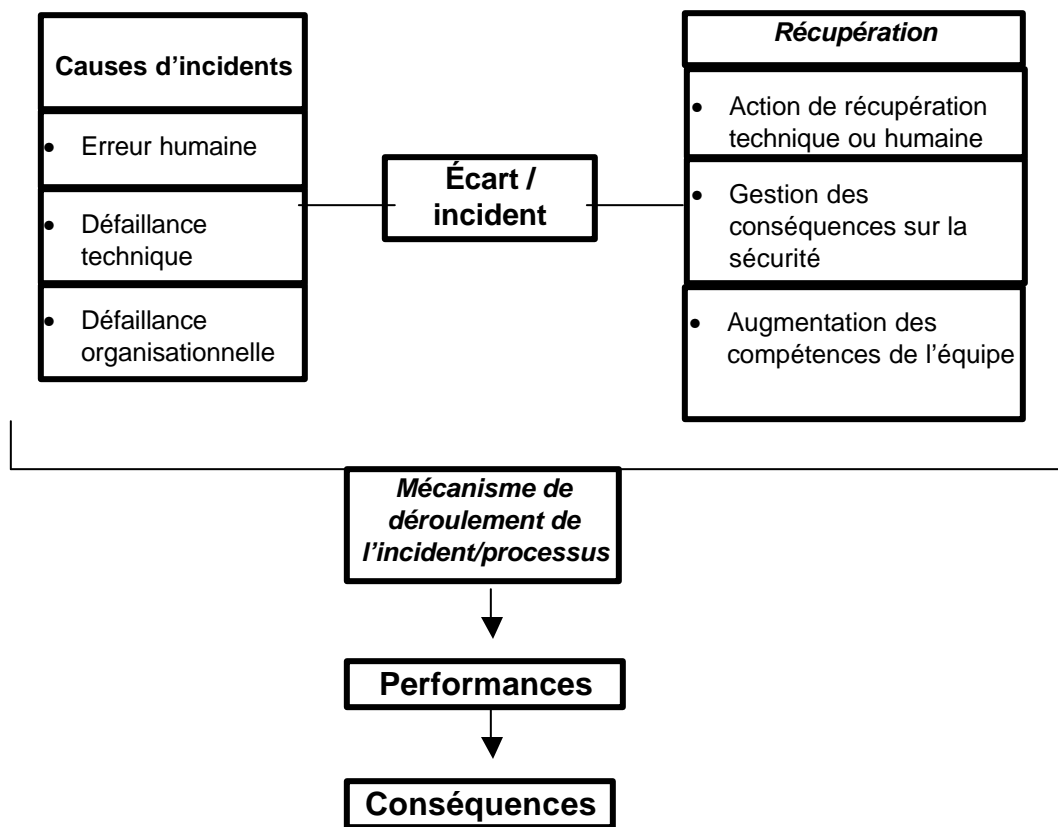 Causes d’incidents
• Erreur humaine
• Défaillance
technique
• Défaillance
organisationnelle
Écart /
incident
Récupération
• Action de récupération
technique ou humaine
• Gestion des
conséquences sur la
sécurité
• Augmentation des
compétences de l’équipe
Mécanisme de
déroulement de
l’incident/processus
Performances
Conséquences